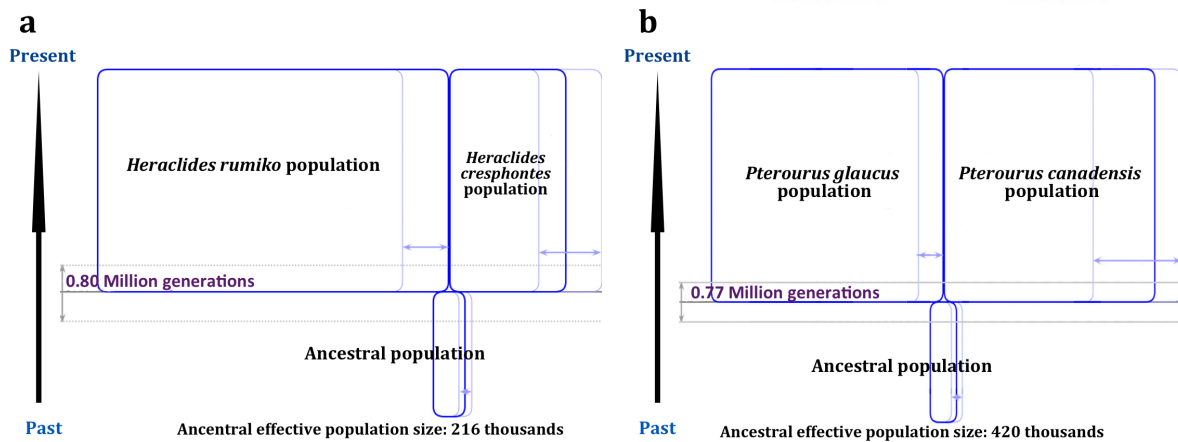 a
Present
Heraclides rumiko population
Heraclides
cresphontes
population
0.80 Million generations
Ancestral population
Past
Ancentral effective population size: 216 thousands
b
Present
Pterourus glaucus
population
Pterourus canadensis
population
0.77 Million generations
Ancestral population
Past
Ancestral effective population size: 420 thousands